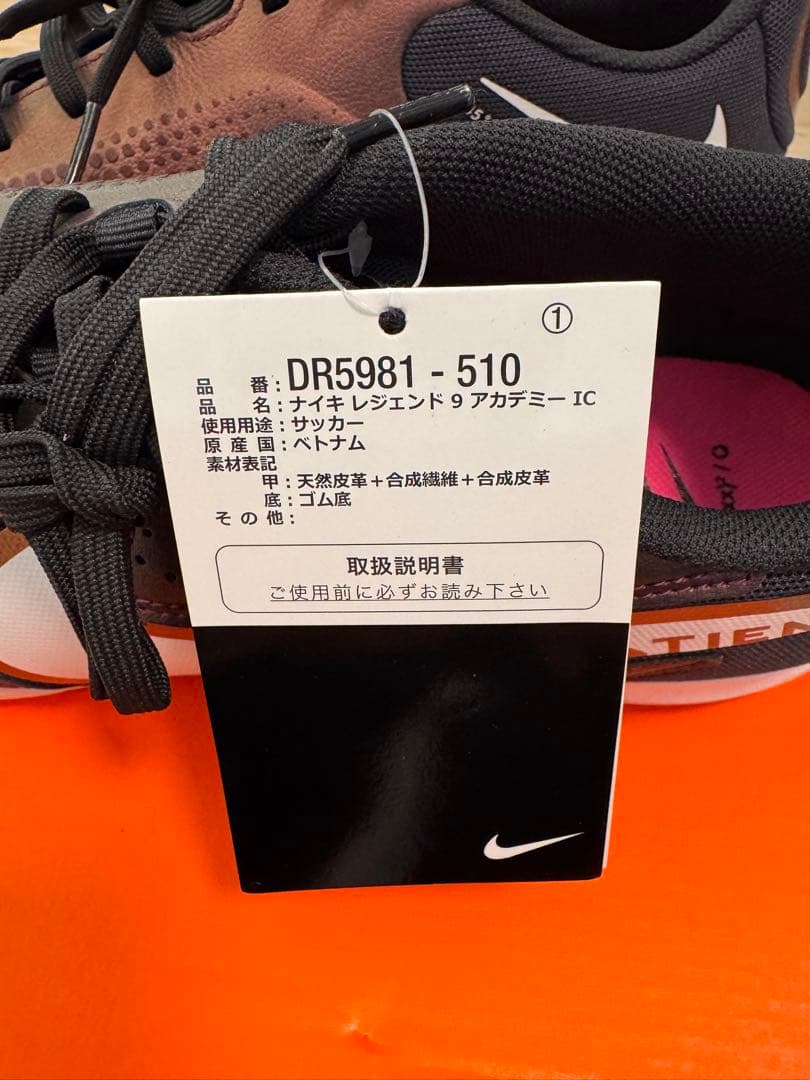 ①
品 番：DR5981 - 510
品 名：ナイキ レジェンド 9 アカデミー IC
使用用途：サッカー
原 産 国：ベトナム
素材表記
甲：天然皮革＋合成繊維＋合成皮革
底：ゴム底
そ の 他：
取扱説明書
ご使用前に必ずお読み下さい
TIEM